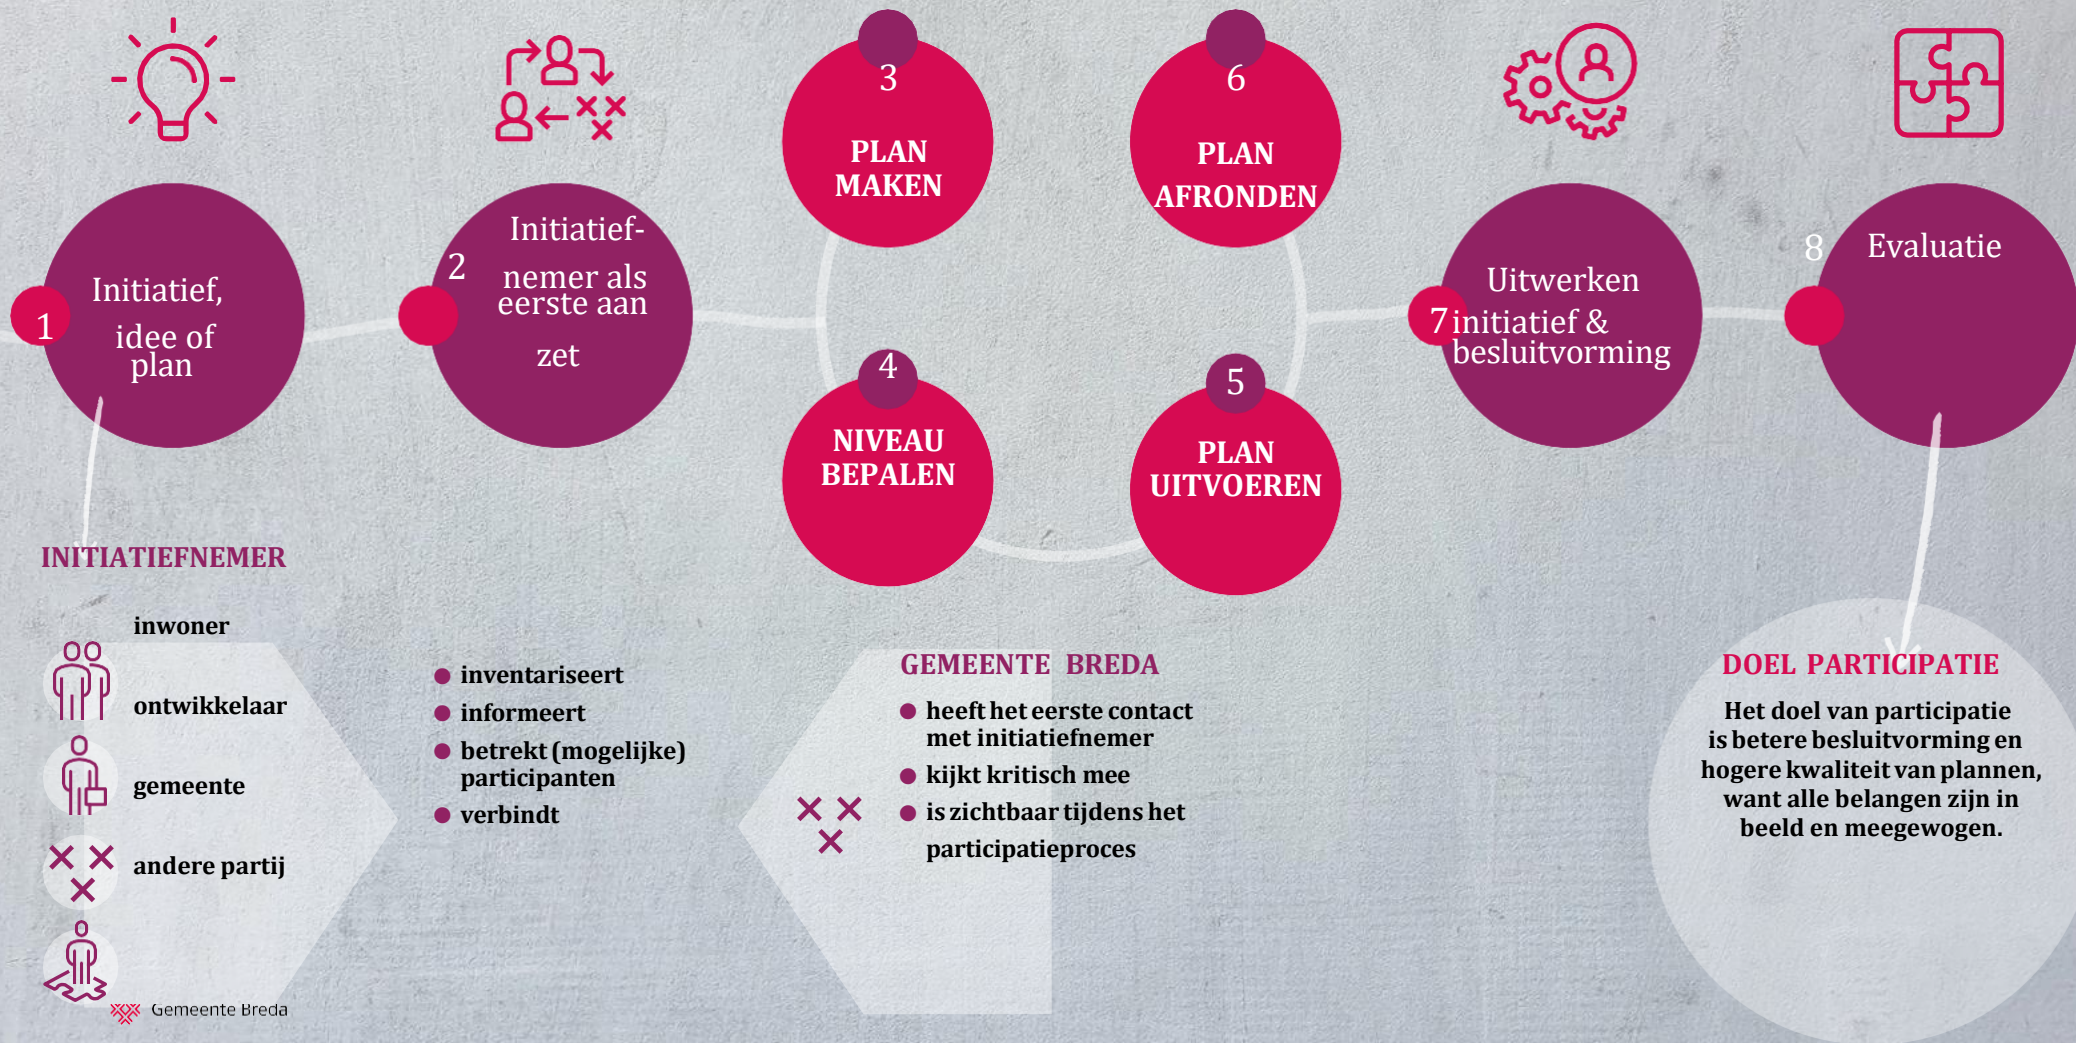 1
Initiatief,
idee of
plan
2
Initiatief-
nemer als
eerste aan
zet
3
PLAN
MAKEN
4
NIVEAU
BEPALEN
5
PLAN
UITVOEREN
6
PLAN
AFRONDEN
7
Uitwerken
initiatief &
besluitvorming
8
Evaluatie
INITIATIEFNEMER
inwoner
ontwikkelaar
gemeente
andere partij
inventariseert
informeert
betrekt (mogelijke)
participanten
verbindt
GEMEENTE BREDA
heeft het eerste contact
met initiatiefnemer
kijkt kritisch mee
is zichtbaar tijdens het
participatieproces
DOEL PARTICIPATIE
Het doel van participatie
is betere besluitvorming en
hogere kwaliteit van plannen,
want alle belangen zijn in
beeld en meegewogen.
Gemeente Breda